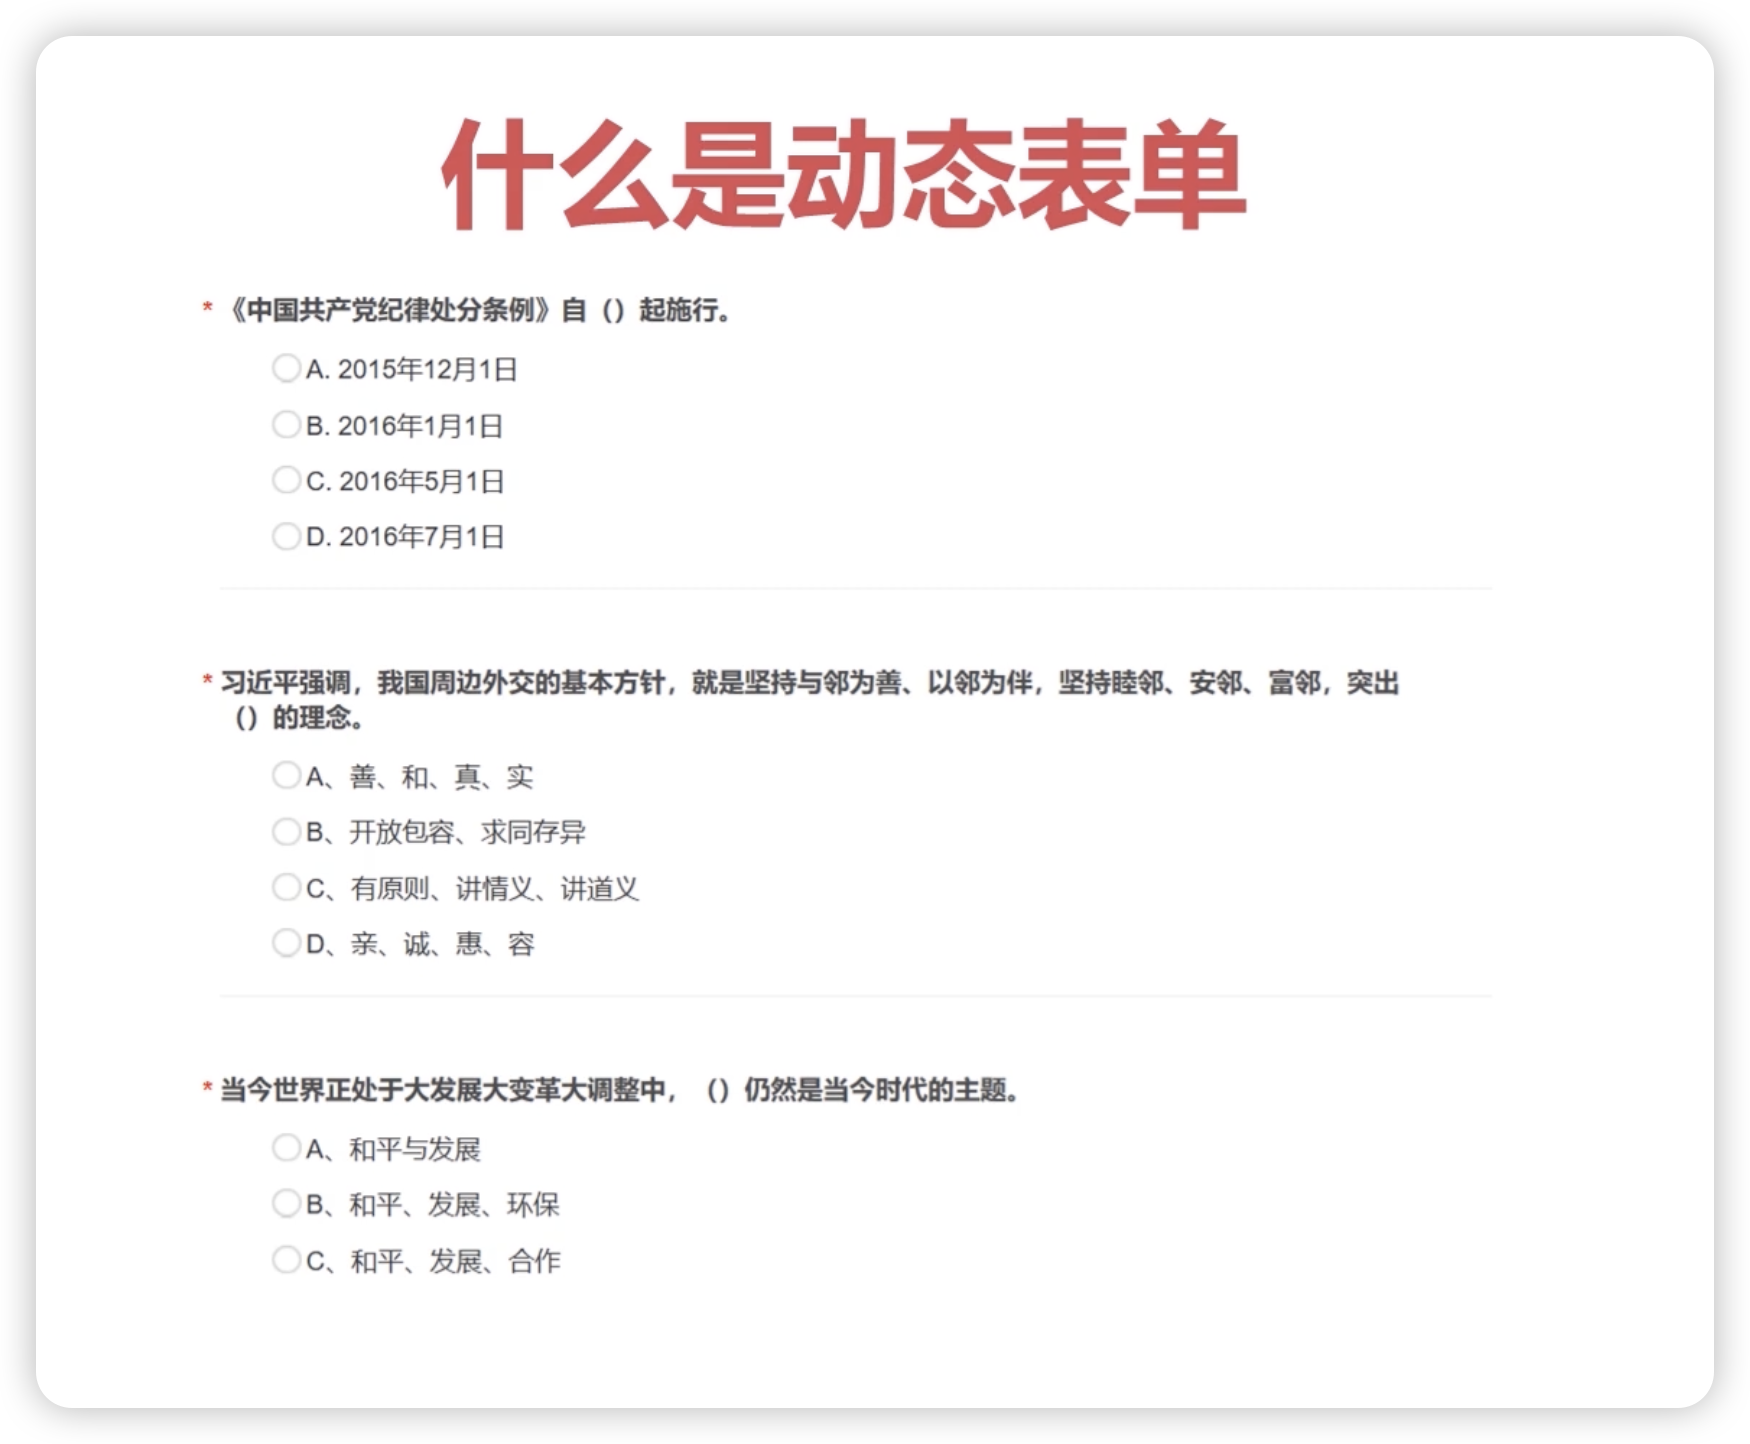 什么是动态表单
* 《中国共产党纪律处分条例》自（）起施行。
A. 2015年12月1日
B. 2016年1月1日
C. 2016年5月1日
D. 2016年7月1日
* 习近平强调，我国周边外交的基本方针，就是坚持与邻为善、以邻为伴，坚持睦邻、安邻、富邻，突出
（）的理念。
A、善、和、真、实
B、开放包容、求同存异
C、有原则、讲情义、讲道义
D、亲、诚、惠、容
* 当今世界正处于大发展大变革大调整中，（）仍然是当今时代的主题。
A、和平与发展
B、和平、发展、环保
C、和平、发展、合作